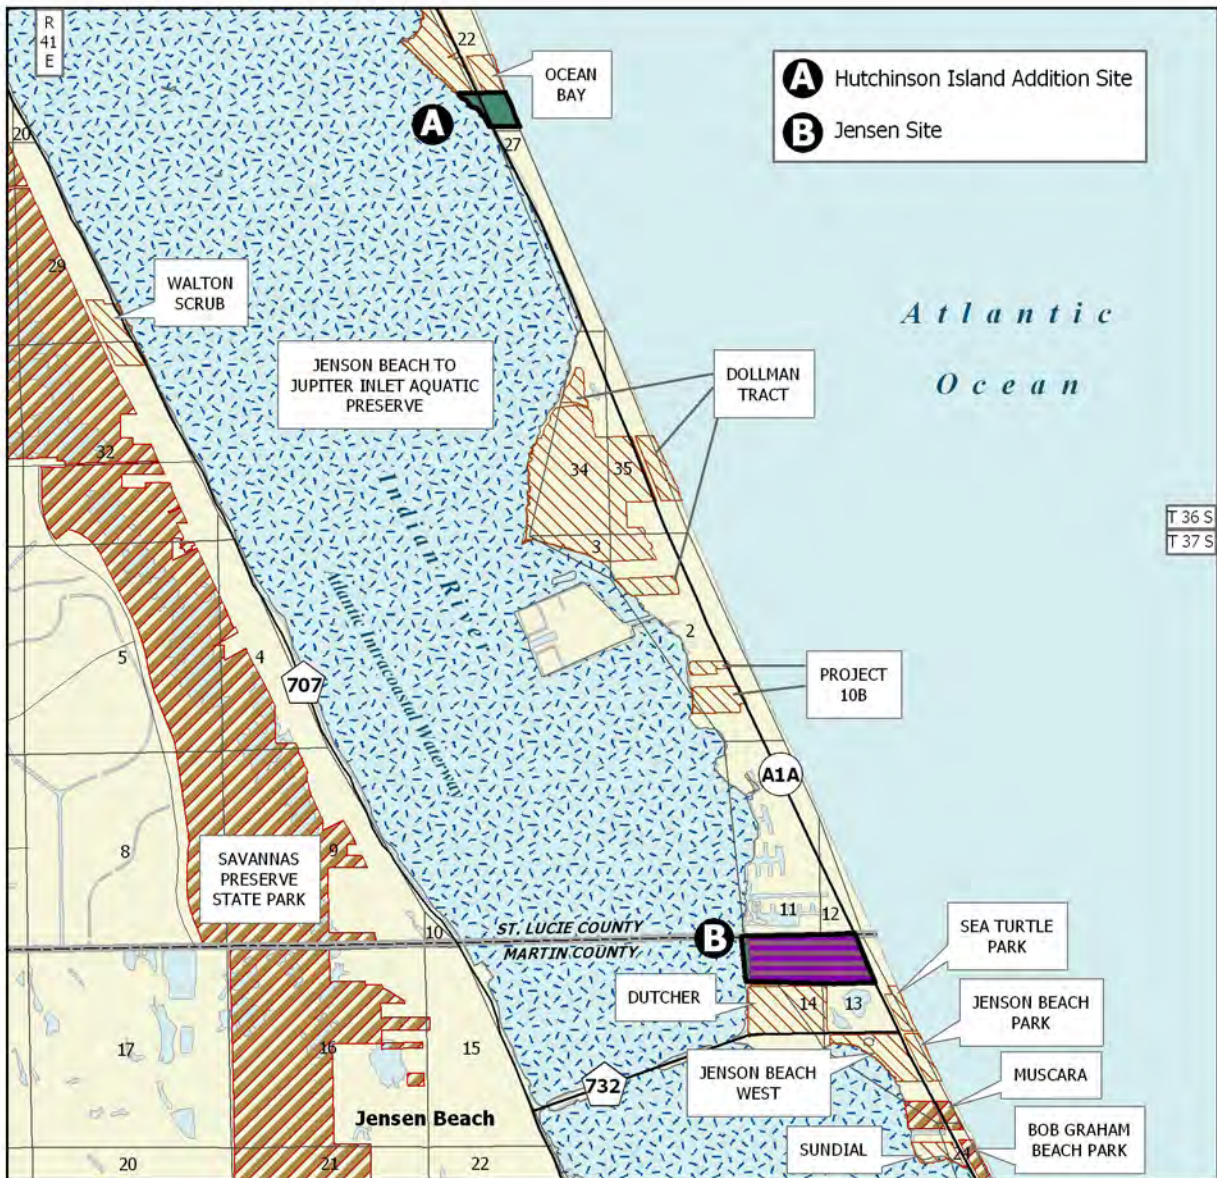 R
41
E
22
OCEAN
BAY
A Hutchinson Island Addition Site
B Jensen Site
A
20
27
29
WALTON
SCRUB
Atlantic
Ocean
JENSON BEACH TO
JUPITER INLET AQUATIC
PRESERVE
DOLLMAN
TRACT
32
34
35
Indian River
T 36 S
T 37 S
3
Atlantic Intracoastal Waterway
2
5
4
707
PROJECT
10B
A1A
8
9
SAVANNAS
PRESERVE
STATE PARK
11
12
10
ST. LUCIE COUNTY
MARTIN COUNTY
B
SEA TURTLE
PARK
DUTCHER
14
13
JENSON BEACH
PARK
17
16
15
732
JENSON BEACH
WEST
MUSCARA
Jensen Beach
BOB GRAHAM
BEACH PARK
SUNDIAL
24
20
21
22